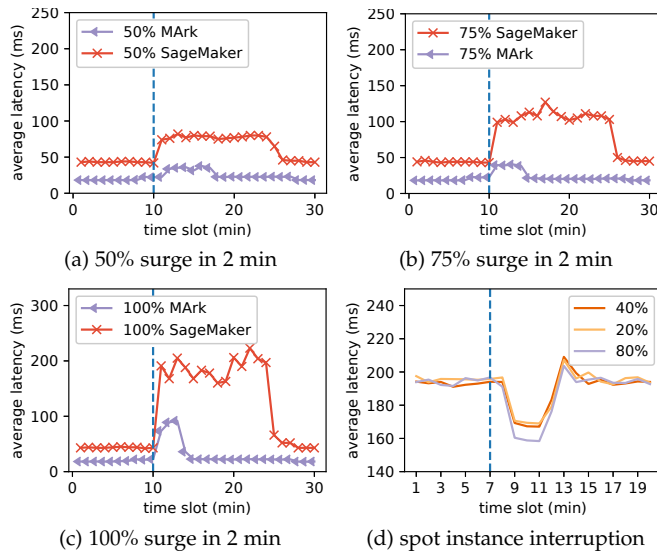 250
200
150
100
50
0
average latency (ms)
50% MArk
50% SageMaker
0 10 20 30
time slot (min)
(a) 50% surge in 2 min
250
200
150
100
50
0
average latency (ms)
75% SageMaker
75% MArk
0 10 20 30
time slot (min)
(b) 75% surge in 2 min
300
200
100
0
average latency (ms)
100% MArk
100% SageMaker
0 10 20 30
time slot (min)
(c) 100% surge in 2 min
240
220
200
180
160
140
average latency (ms)
40%
20%
80%
1 3 5 7 9 11 13 15 17 19
time slot (min)
(d) spot instance interruption